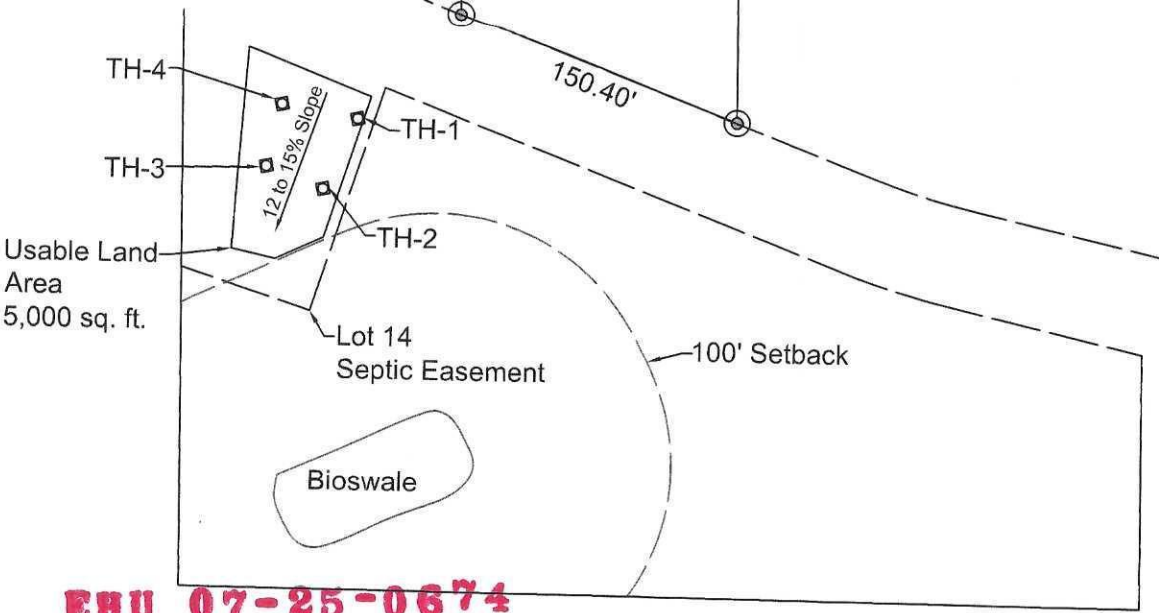 150.40'
TH-4
12 to 15% Slope
TH-1
TH-3
TH-2
Usable Land
Area
5,000 sq. ft.
Lot 14
Septic Easement
100' Setback
Bioswale
EHU 07-25-0674